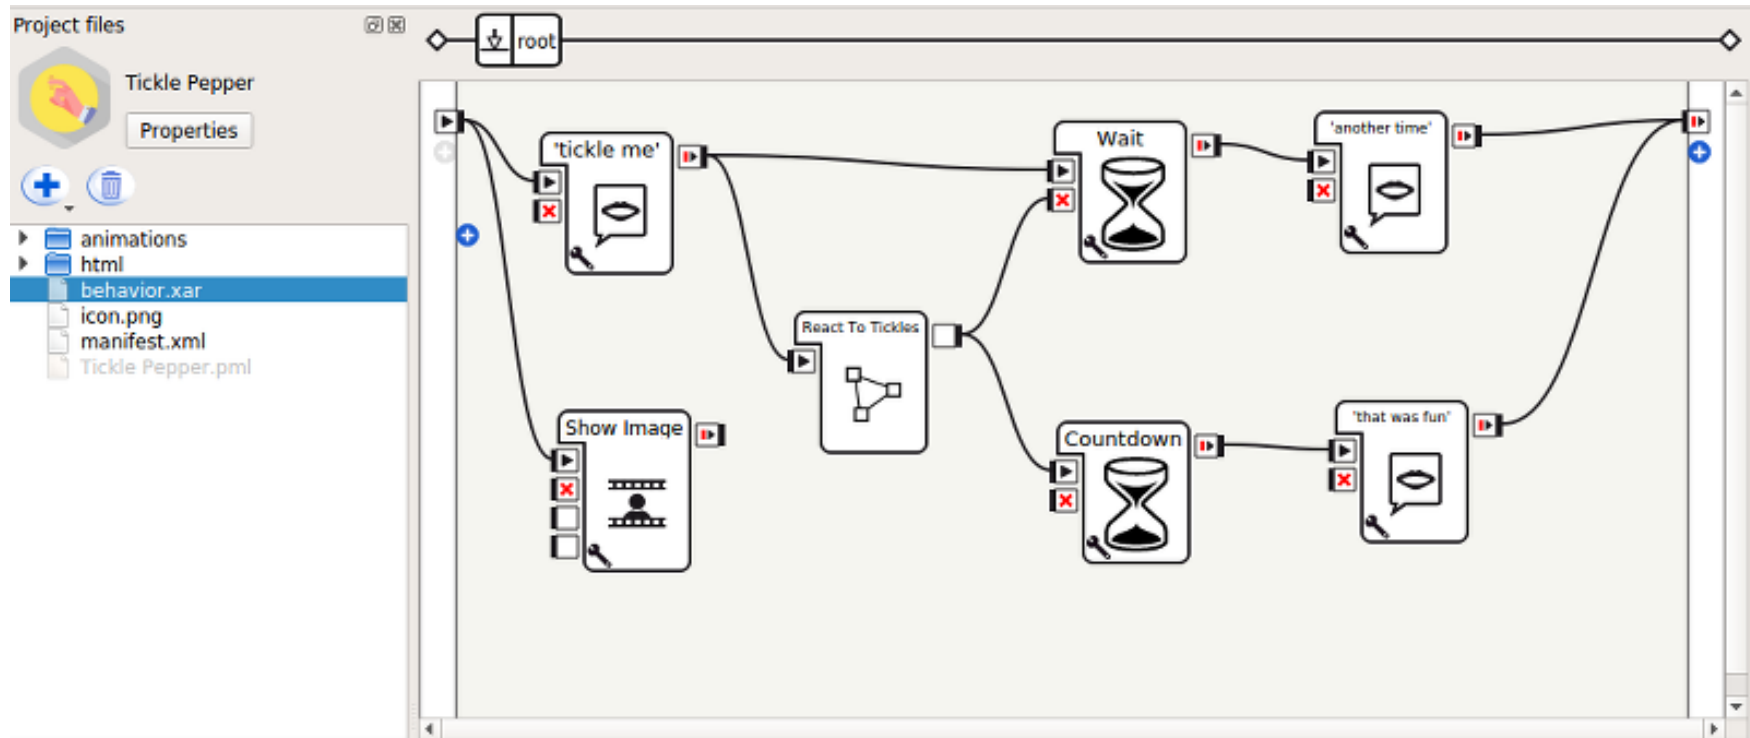 Project files
Tickle Pepper
Properties
animations
html
behavior.xar
icon.png
manifest.xml
Tickle Pepper.pml
root
'tickle me'
Wait
'another time'
React To Tickles
Show Image
Countdown
'that was fun'